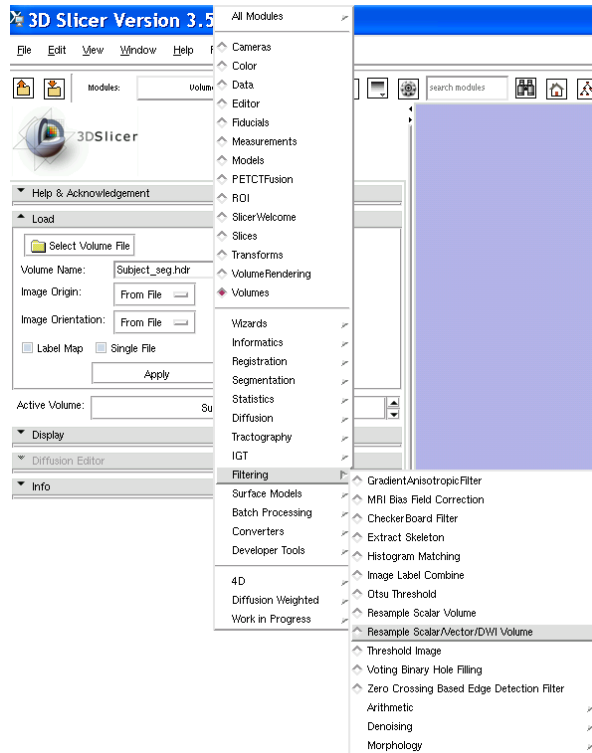 3D Slicer Version 3.5
File Edit View Window Help
Modules: Volum
search modules
3DSlicer
Help & Acknowledgement
Load
Select Volume File
Volume Name: Subject_seg.hdr
Image Origin: From File
Image Orientation: From File
Label Map Single File
Apply
Active Volume: Su
Display
Diffusion Editor
Info
All Modules
Cameras
Color
Data
Editor
Fiducials
Measurements
Models
PETCTFusion
ROI
SlicerWelcome
Slices
Transforms
VolumeRendering
Volumes
Wizards
Informatics
Registration
Segmentation
Statistics
Diffusion
Tractography
IGT
Filtering
Surface Models
Batch Processing
Converters
Developer Tools
4D
Diffusion Weighted
Work in Progress
GradientAnisotropicFilter
MRI Bias Field Correction
CheckerBoard Filter
Extract Skeleton
Histogram Matching
Image Label Combine
Otsu Threshold
Resample Scalar Volume
Resample Scalar/Vector/DWI Volume
Threshold Image
Voting Binary Hole Filling
Zero Crossing Based Edge Detection Filter
Arithmetic
Denoising
Morphology